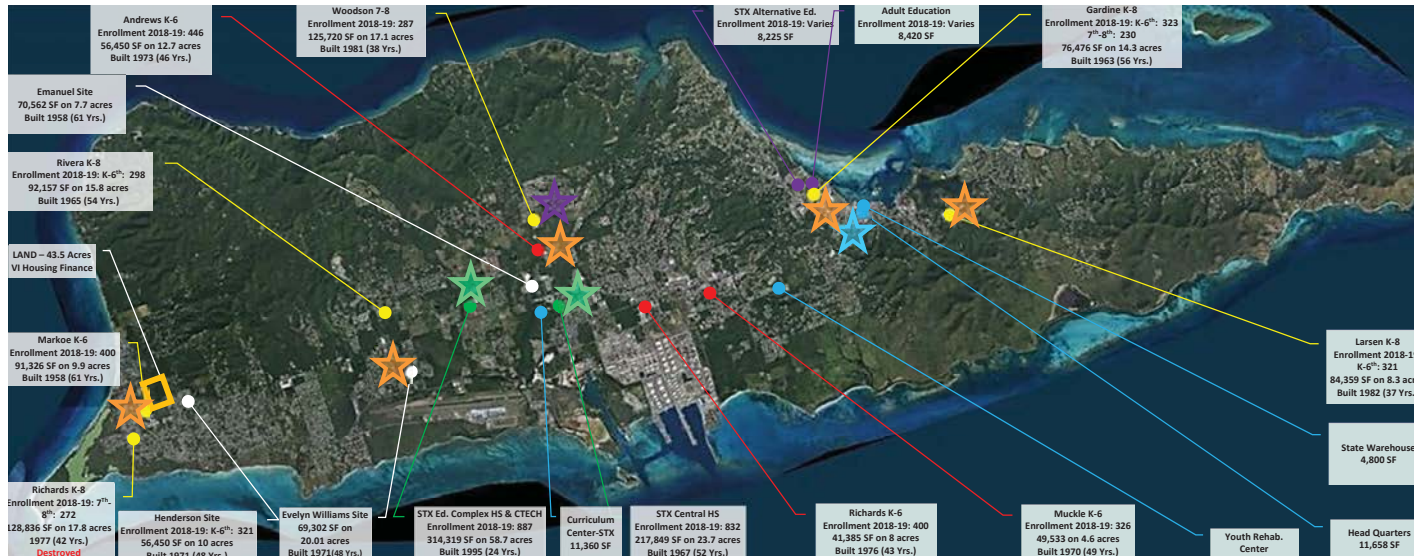 Andrews K-6
Enrollment 2018-19: 446
56,450 SF on 12.7 acres
Built 1973 (46 Yrs.)
Woodson 7-8
Enrollment 2018-19: 287
125,720 SF on 17.1 acres
Built 1981 (38 Yrs.)
STX Alternative Ed.
Enrollment 2018-19: Varies
8,225 SF
Adult Education
Enrollment 2018-19: Varies
8,420 SF
Gardine K-8
Enrollment 2018-19: K-6th: 323
7th-8th: 230
76,476 SF on 14.3 acres
Built 1963 (56 Yrs.)
Emanuel Site
70,562 SF on 7.7 acres
Built 1958 (61 Yrs.)
Rivera K-8
Enrollment 2018-19: K-6th: 298
92,157 SF on 15.8 acres
Built 1965 (54 Yrs.)
LAND – 43.5 Acres
VI Housing Finance
Markoe K-6
Enrollment 2018-19: 400
91,326 SF on 9.9 acres
Built 1958 (61 Yrs.)
Larsen K-8
Enrollment 2018-19
K-6th: 321
84,359 SF on 8.3 acres
Built 1982 (37 Yrs.
State Warehouse
4,800 SF
Richards K-8
Enrollment 2018-19: 7Th-
8th: 272
128,836 SF on 17.8 acres
1977 (42 Yrs.)
Destroyed
Henderson Site
Enrollment 2018-19: K-6th: 321
56,450 SF on 10 acres
Built 1971 (48 Yrs.)
Evelyn Williams Site
69,302 SF on
20.01 acres
Built 1971(48 Yrs.)
STX Ed. Complex HS & CTECH
Enrollment 2018-19: 887
314,319 SF on 58.7 acres
Built 1995 (24 Yrs.)
Curriculum
Center-STX
11,360 SF
STX Central HS
Enrollment 2018-19: 832
217,849 SF on 23.7 acres
Built 1967 (52 Yrs.)
Richards K-6
Enrollment 2018-19: 400
41,385 SF on 8 acres
Built 1976 (43 Yrs.)
Muckle K-6
Enrollment 2018-19: 326
49,533 on 4.6 acres
Built 1970 (49 Yrs.)
Youth Rehab.
Center
Head Quarters
11,658 SF